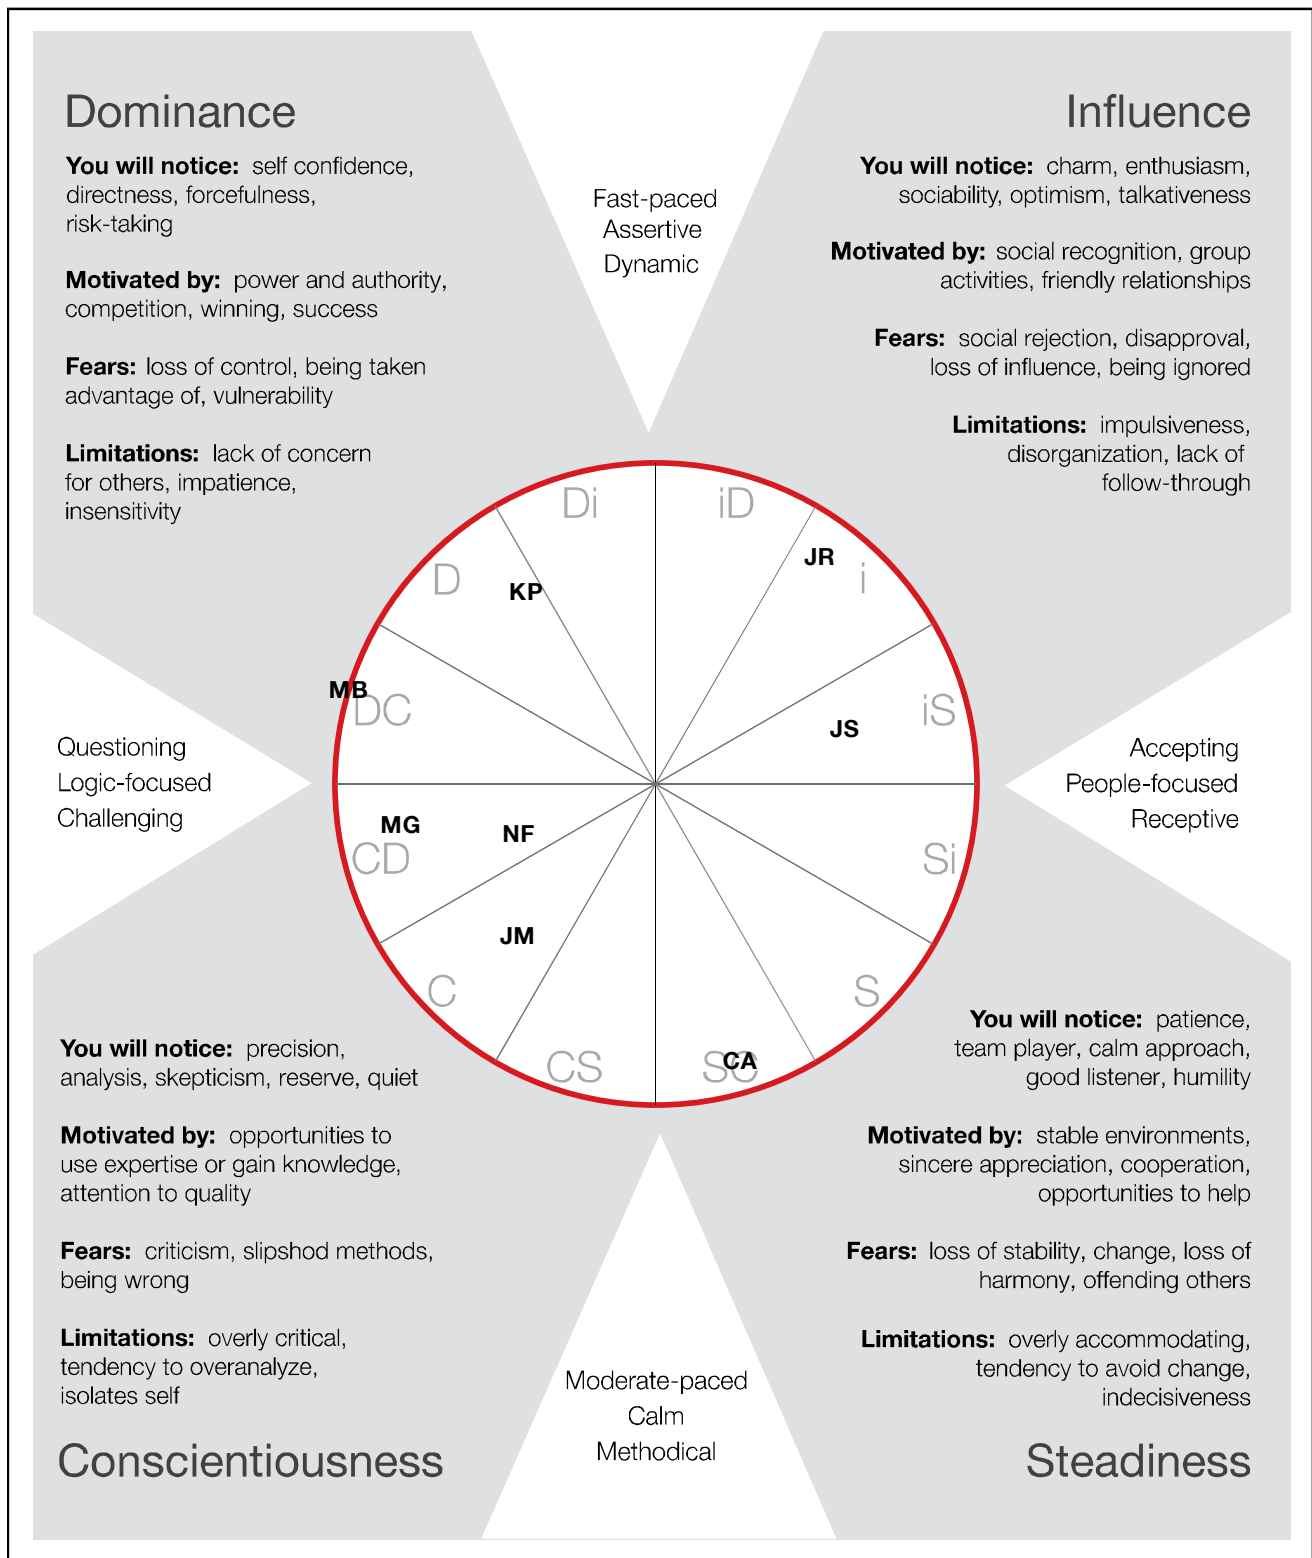 Dominance
You will notice: self confidence,
directness, forcefulness,
risk-taking
Motivated by: power and authority,
competition, winning, success
Fears: loss of control, being taken
advantage of, vulnerability
Limitations: lack of concern
for others, impatience,
insensitivity
Fast-paced
Assertive
Dynamic
Influence
You will notice: charm, enthusiasm,
sociability, optimism, talkativeness
Motivated by: social recognition, group
activities, friendly relationships
Fears: social rejection, disapproval,
loss of influence, being ignored
Limitations: impulsiveness,
disorganization, lack of
follow-through
Di
iD
D
KP
JR
i
MB
DC
JS
iS
Questioning
Logic-focused
Challenging
Accepting
People-focused
Receptive
MG
CD
NF
Si
JM
C
S
CS
SC
CA
You will notice: precision,
analysis, skepticism, reserve, quiet
Motivated by: opportunities to
use expertise or gain knowledge,
attention to quality
Fears: criticism, slipshod methods,
being wrong
Limitations: overly critical,
tendency to overanalyze,
isolates self
Conscientiousness
Moderate-paced
Calm
Methodical
You will notice: patience,
team player, calm approach,
good listener, humility
Motivated by: stable environments,
sincere appreciation, cooperation,
opportunities to help
Fears: loss of stability, change, loss of
harmony, offending others
Limitations: overly accommodating,
tendency to avoid change,
indecisiveness
Steadiness